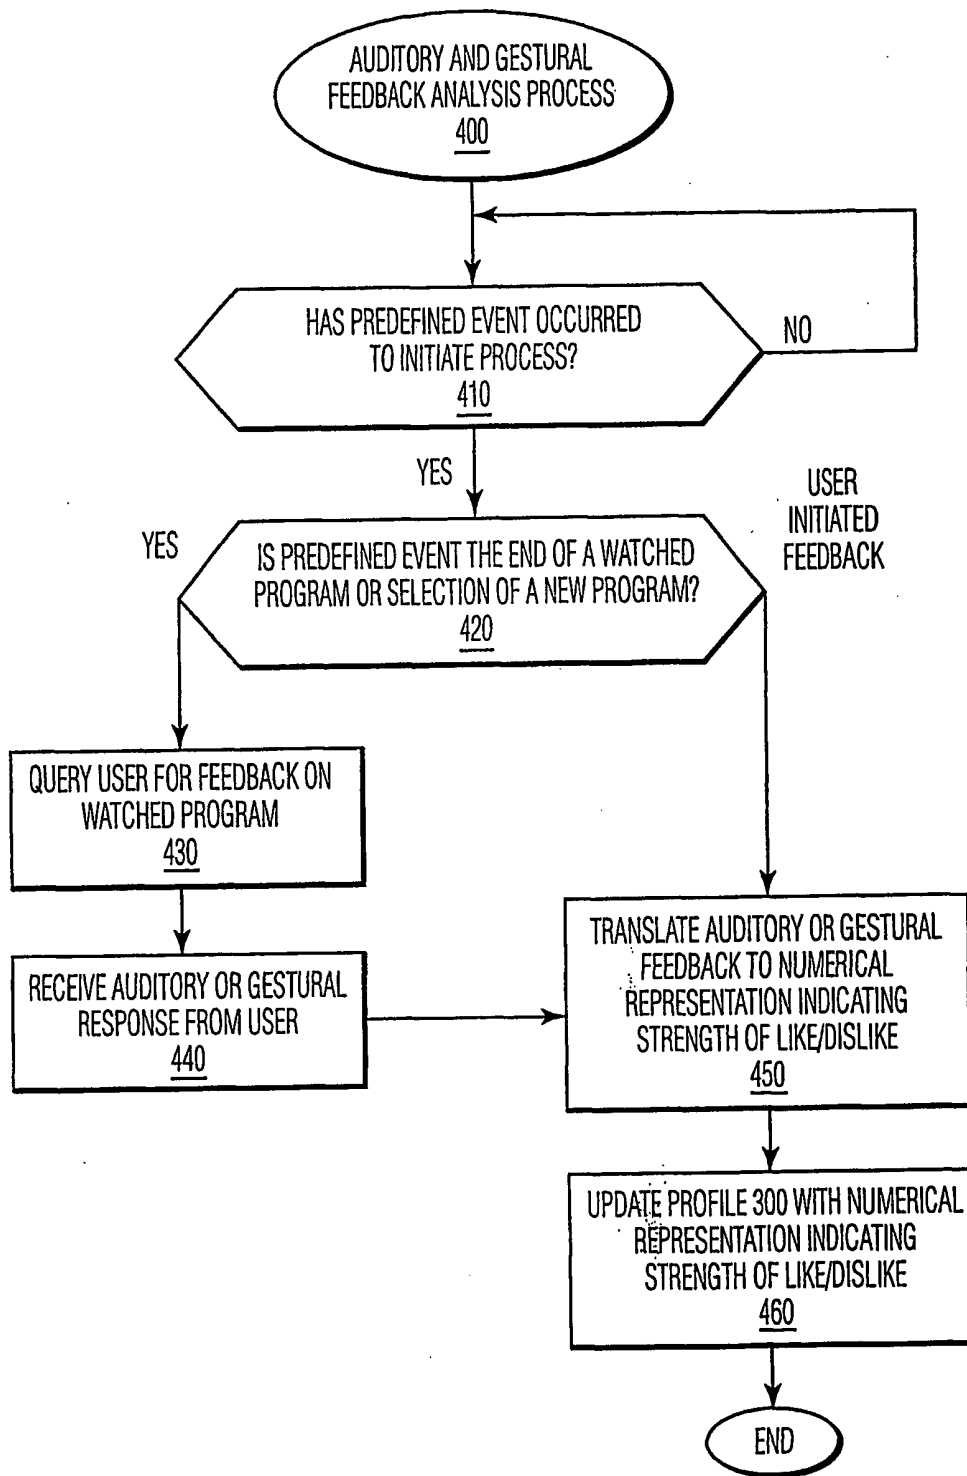 AUDITORY AND GESTURAL
FEEDBACK ANALYSIS PROCESS
400
HAS PREDEFINED EVENT OCCURRED
TO INITIATE PROCESS?
410
NO
YES
USER
INITIATED
FEEDBACK
YES
IS PREDEFINED EVENT THE END OF A WATCHED
PROGRAM OR SELECTION OF A NEW PROGRAM?
420
QUERY USER FOR FEEDBACK ON
WATCHED PROGRAM
430
RECEIVE AUDITORY OR GESTURAL
RESPONSE FROM USER
440
TRANSLATE AUDITORY OR GESTURAL
FEEDBACK TO NUMERICAL
REPRESENTATION INDICATING
STRENGTH OF LIKE/DISLIKE
450
UPDATE PROFILE 300 WITH NUMERICAL
REPRESENTATION INDICATING
STRENGTH OF LIKE/DISLIKE
460
END